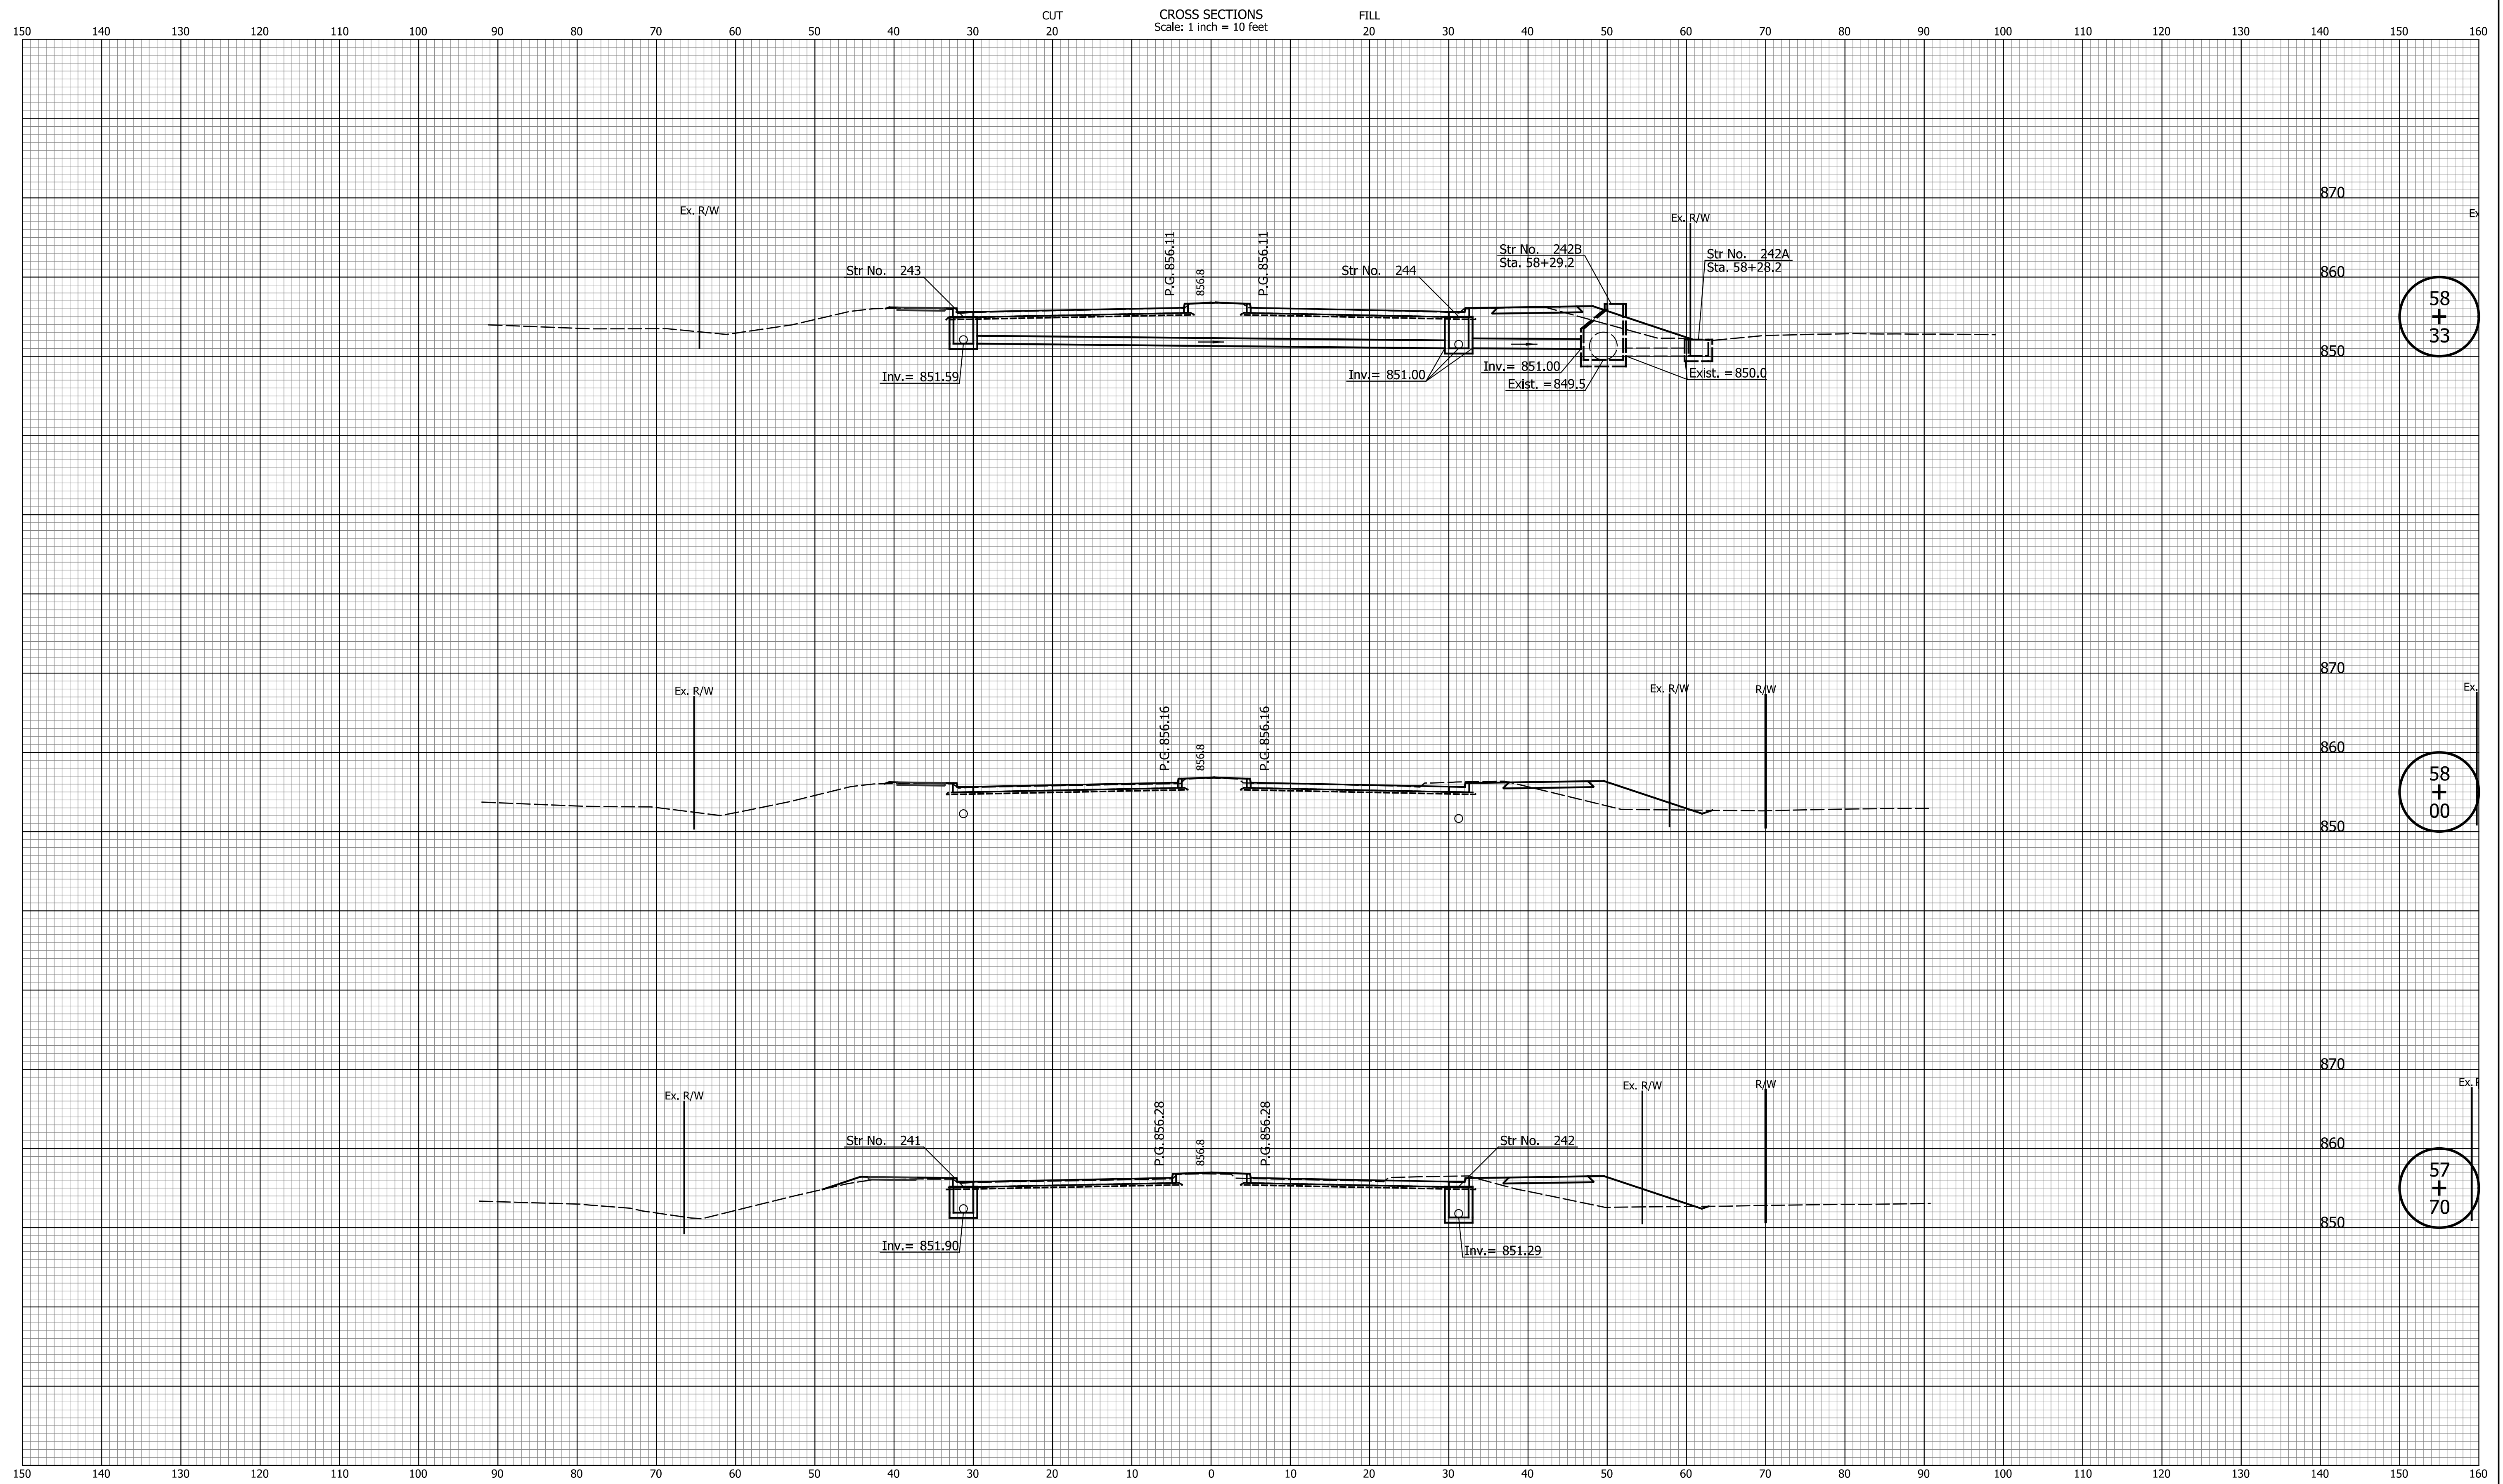 CUT CROSS SECTIONS FILL
Scale: 1 inch = 10 feet
150 140 130 120 110 100 90 80 70 60 50 40 30 20 20 30 40 50 60 70 80 90 100 110 120 130 140 150 160
870
Ex. R/W
Ex. R/W
Ex
P.G. 856.11
856.8
P.G. 856.11
Str No. 242B
Sta. 58+29.2
Str No. 242A
Sta. 58+28.2
Str No. 243
Str No. 244
860
58
+
33
850
Inv.= 851.59
Inv.= 851.00
Inv.= 851.00
Exist. =849.5
Exist. =850.0
870
Ex. R/W
Ex. R/W
R/W
Ex.
P.G. 856.16
856.8
P.G. 856.16
860
58
+
00
850
870
Ex. R/W
Ex. R/W
R/W
Ex. R
P.G. 856.28
856.8
P.G. 856.28
Str No. 241
Str No. 242
860
57
+
70
850
Inv.= 851.90
Inv.= 851.29
150 140 130 120 110 100 90 80 70 60 50 40 30 20 10 0 10 20 30 40 50 60 70 80 90 100 110 120 130 140 150 160